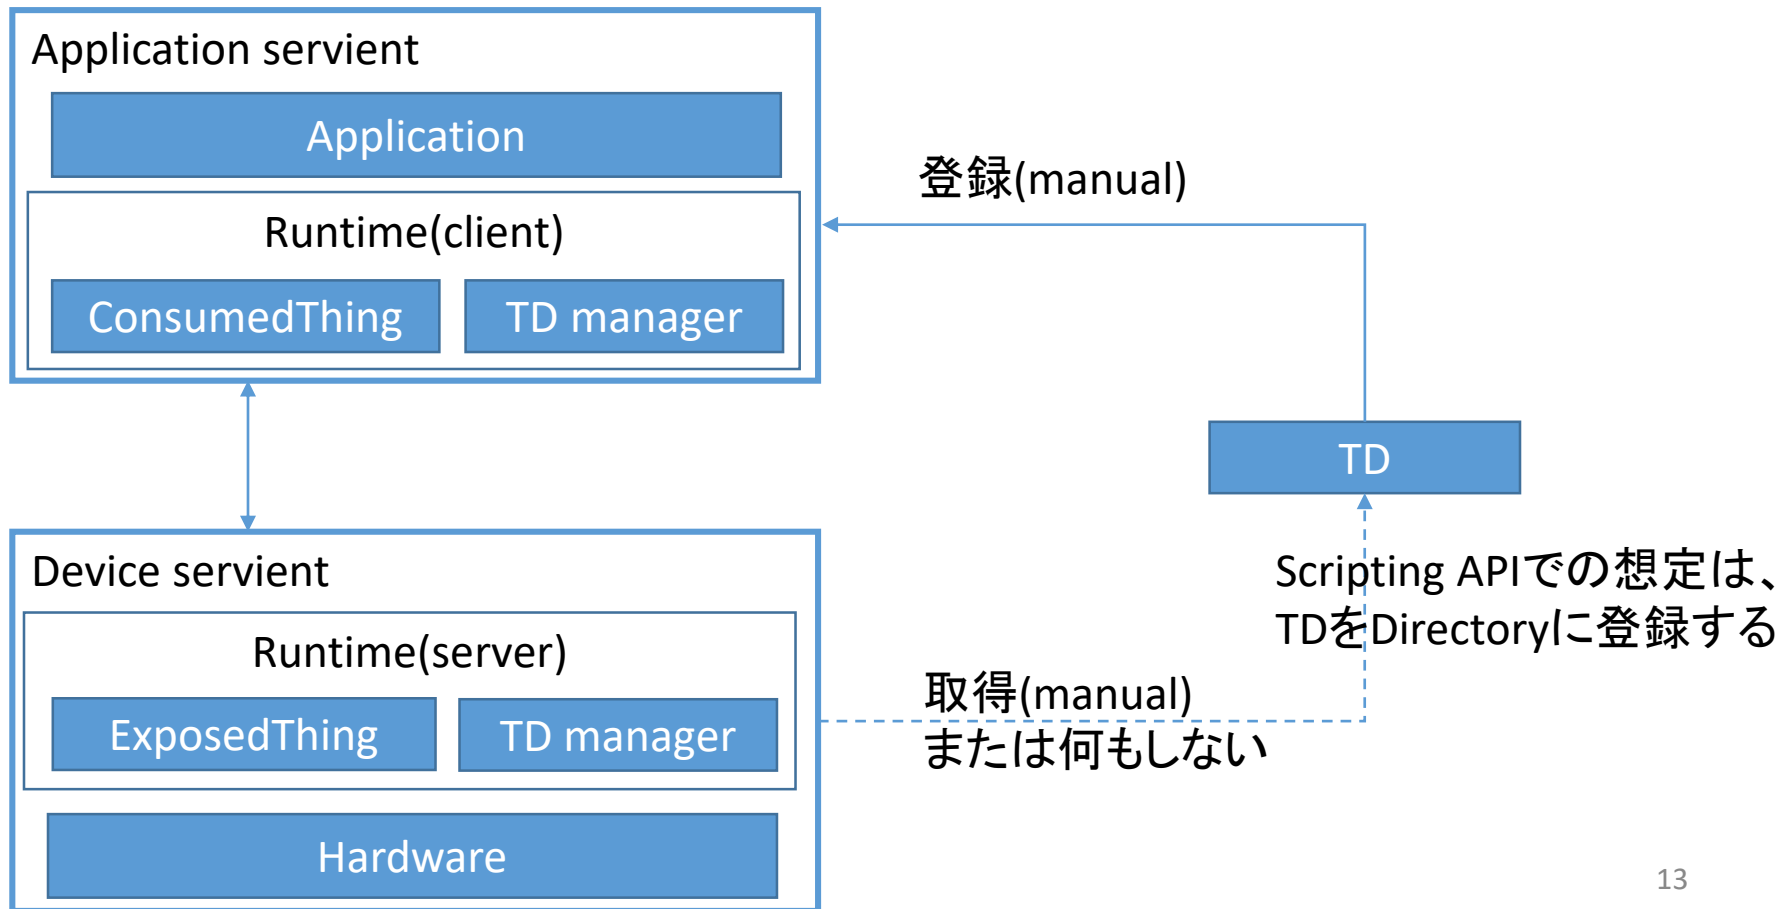 Application servient
Application
Runtime(client)
ConsumedThing
TD manager
登録(manual)
TD
Scripting APIでの想定は、
TDをDirectoryに登録する
Device servient
Runtime(server)
ExposedThing
TD manager
取得(manual)
または何もしない
Hardware
13